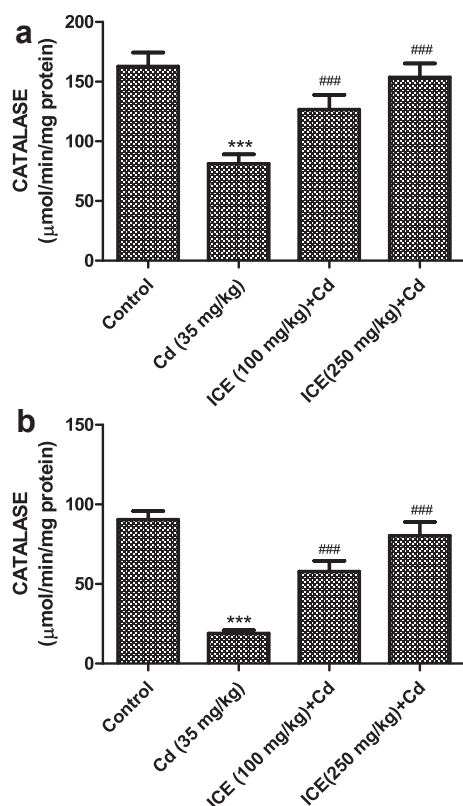 a
200
150
100
50
0
CATALASE
(μmol/min/mg protein)
***
###
###
Control
Cd (35 mg/kg)
ICE (100 mg/kg)+Cd
ICE(250 mg/kg)+Cd
b
150
100
50
0
CATALASE
(μmol/min/mg protein)
***
###
###
Control
Cd (35 mg/kg)
ICE (100 mg/kg)+Cd
ICE(250 mg/kg)+Cd